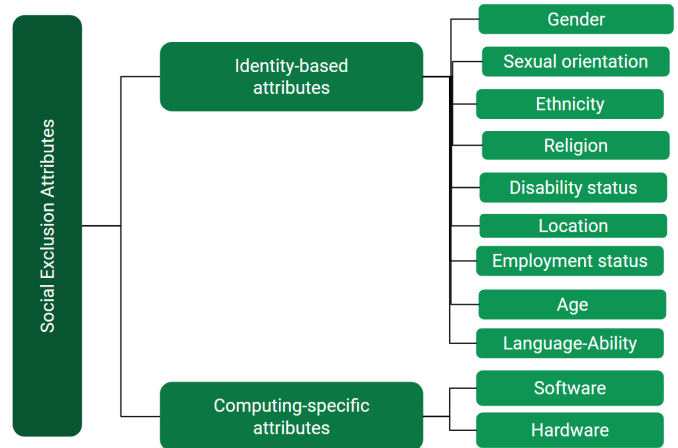 Social Exclusion Attributes
Identity-based
attributes
Gender
Sexual orientation
Ethnicity
Religion
Disability status
Location
Employment status
Age
Language-Ability
Computing-specific
attributes
Software
Hardware